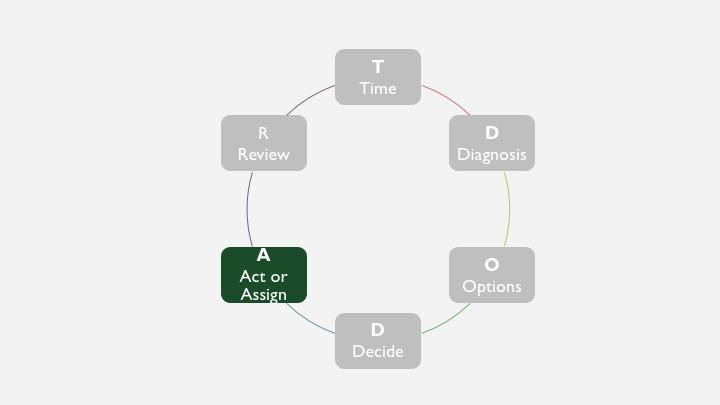 T
Time
D
Diagnosis
O
Options
D
Decide
A
Act or
Assign
R
Review